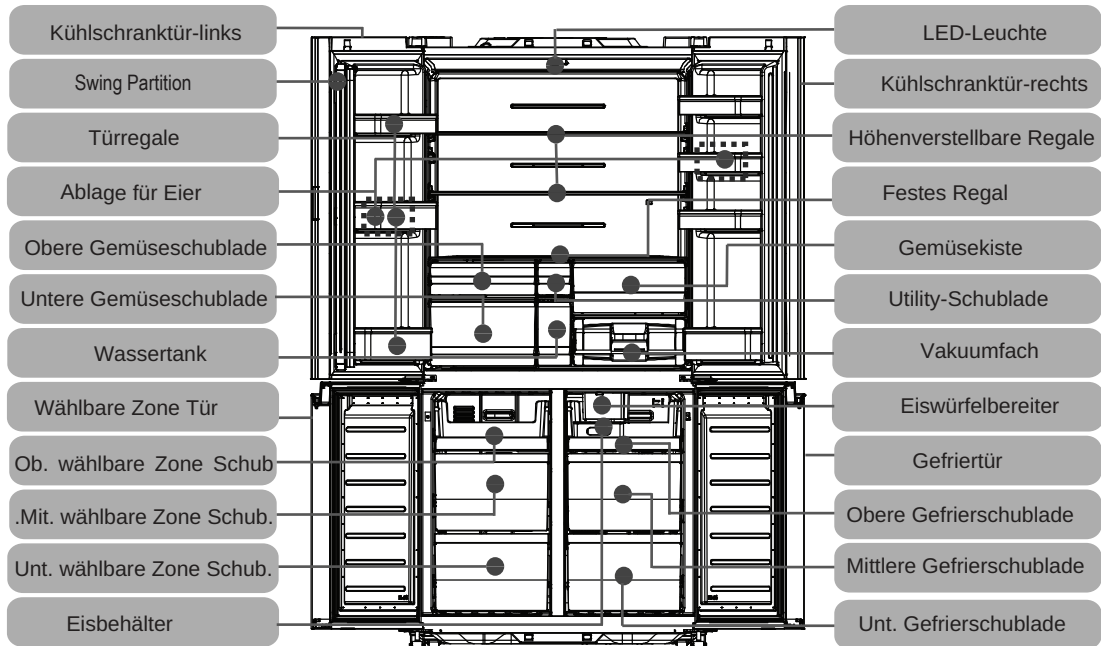 Kühlschranktür-links
Swing Partition
Türregale
Ablage für Eier
Obere Gemüseschublade
Untere Gemüseschublade
Wassertank
Wählbare Zone Tür
Ob. wählbare Zone Schub
.Mit. wählbare Zone Schub.
Unt. wählbare Zone Schub.
Eisbehälter
LED-Leuchte
Kühlschranktür-rechts
Höhenverstellbare Regale
Festes Regal
Gemüsekiste
Utility-Schublade
Vakuumfach
Eiswürfelbereiter
Gefriertür
Obere Gefrierschublade
Mittlere Gefrierschublade
Unt. Gefrierschublade